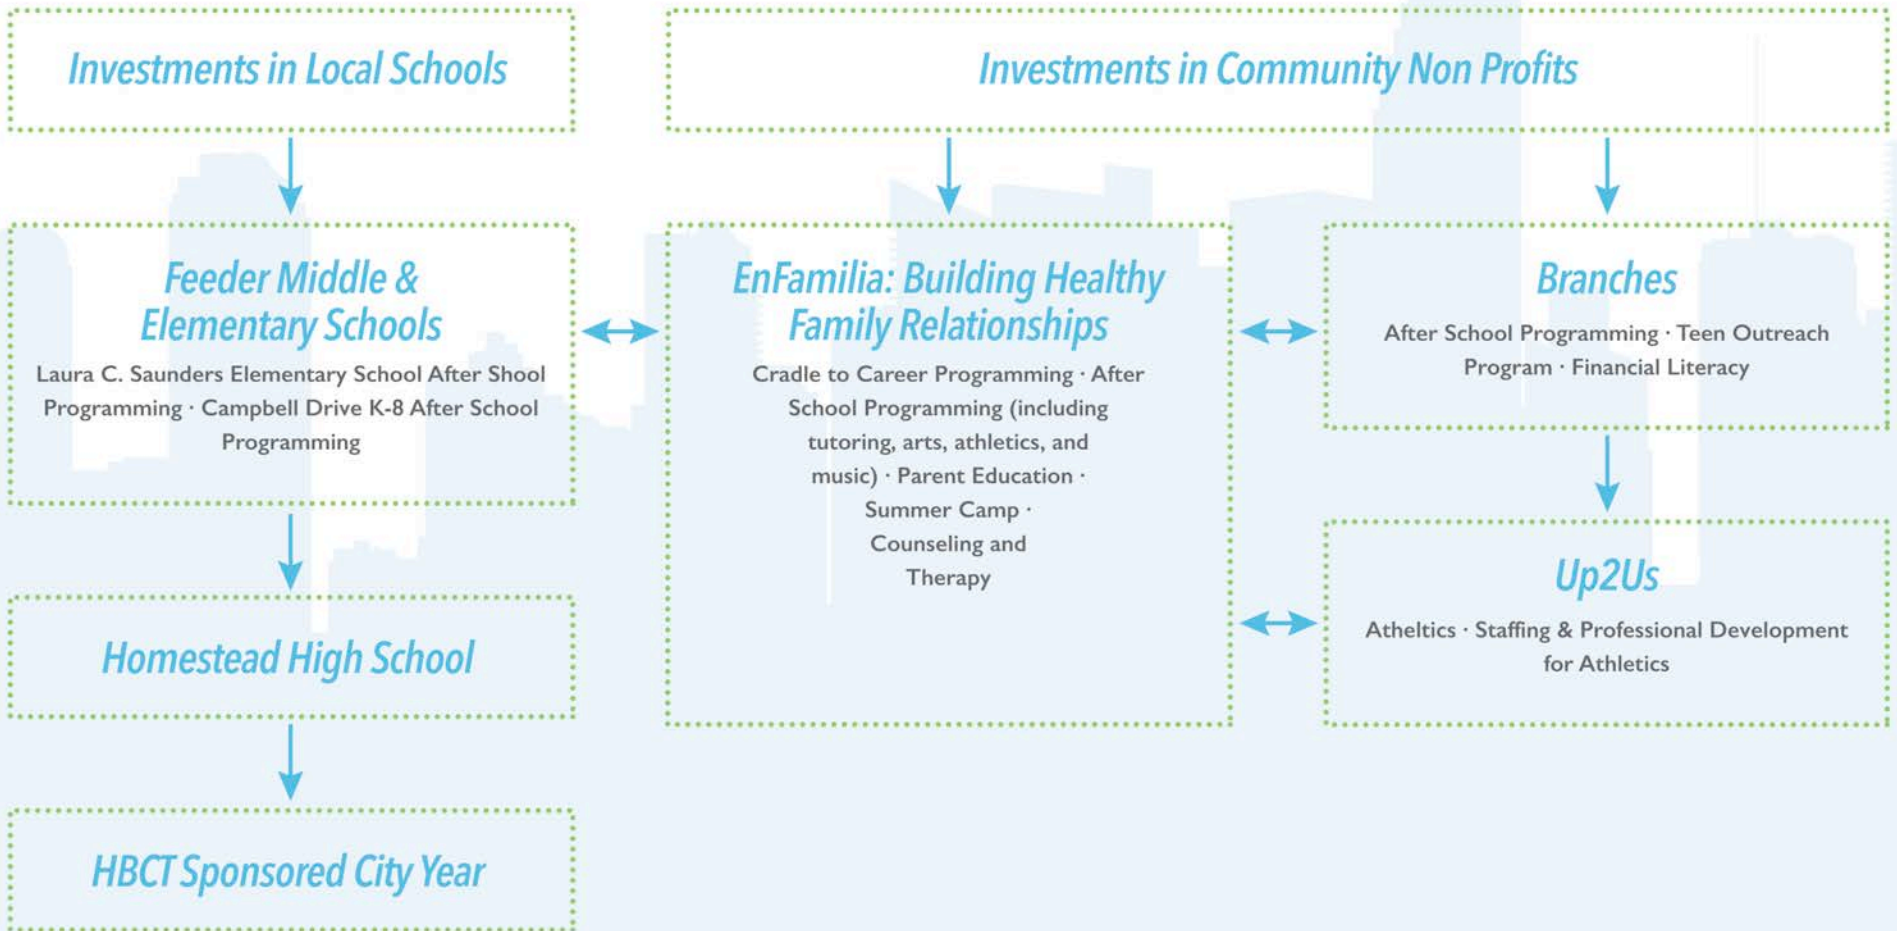 Investments in Local Schools
Investments in Community Non Profits
Feeder Middle &
Elementary Schools
Laura C. Saunders Elementary School After Shool
Programming · Campbell Drive K-8 After School
Programming
EnFamilia: Building Healthy
Family Relationships
Cradle to Career Programming · After
School Programming (including
tutoring, arts, athletics, and
music) · Parent Education ·
Summer Camp ·
Counseling and
Therapy
Branches
After School Programming · Teen Outreach
Program · Financial Literacy
Up2Us
Atheltics · Staffing & Professional Development
for Athletics
Homestead High School
HBCT Sponsored City Year